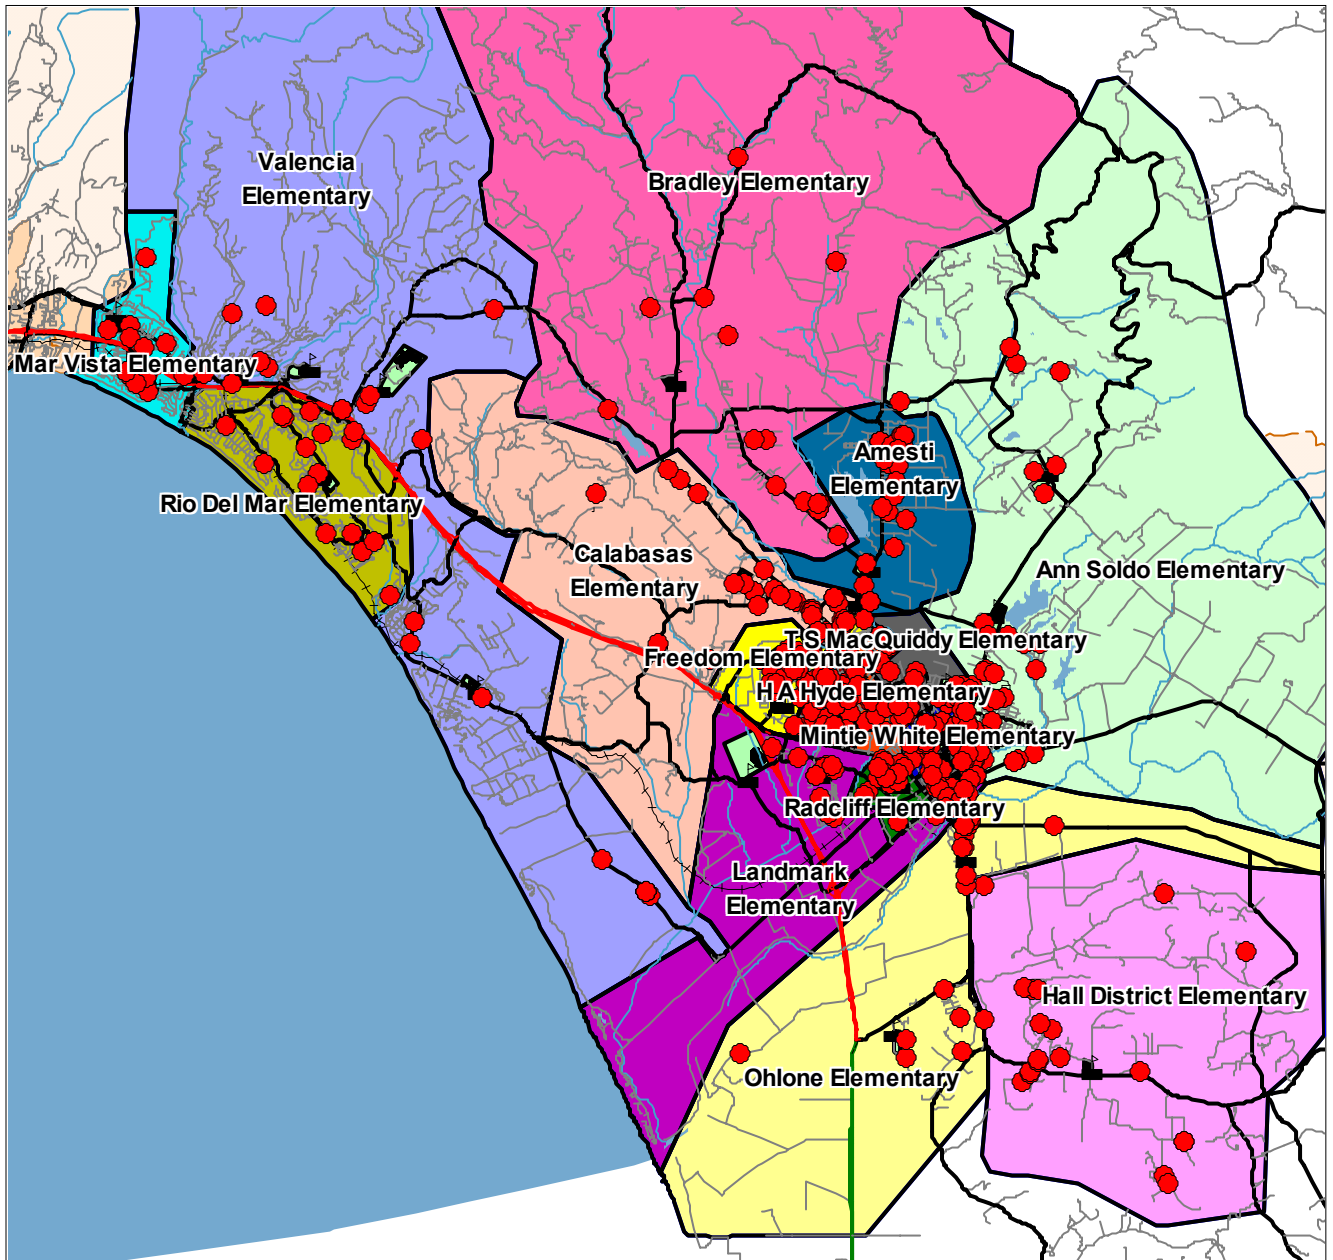 Valencia
Elementary
Bradley Elementary
Mar Vista Elementary
Amesti
Elementary
Rio Del Mar Elementary
Calabasas
Elementary
Ann Soldo Elementary
T S MacQuiddy Elementary
Freedom Elementary
H A Hyde Elementary
Mintie White Elementary
Radcliff Elementary
Landmark
Elementary
Hall District Elementary
Ohlone Elementary